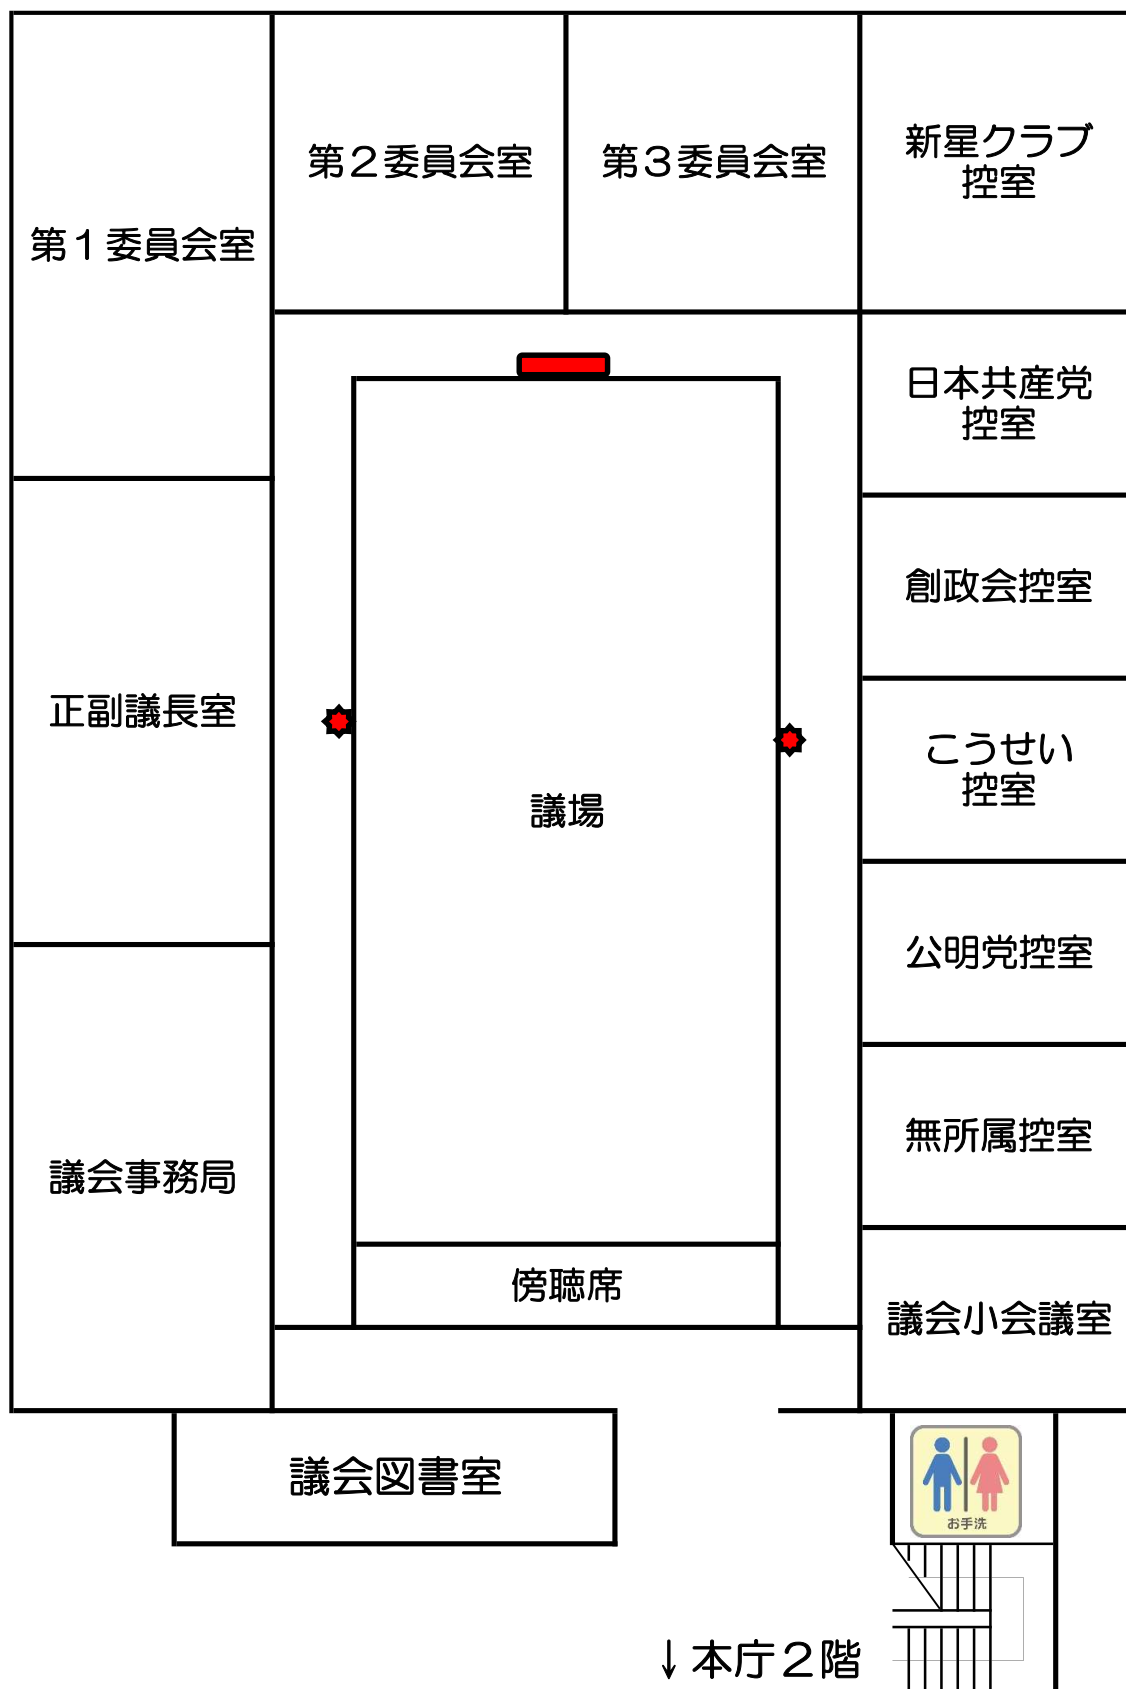 第１委員会室
第２委員会室
第３委員会室
新星クラブ
控室
日本共産党
控室
創政会控室
正副議長室
こうせい
控室
議場
公明党控室
無所属控室
議会事務局
傍聴席
議会小会議室
議会図書室
お手洗
↓本庁２階